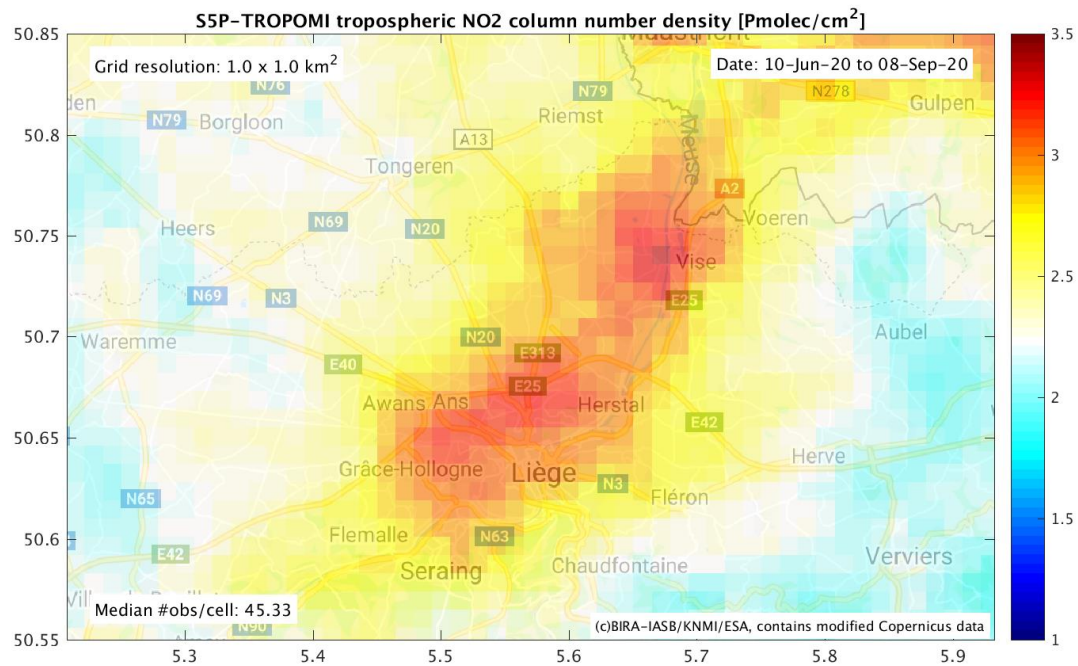 S5P-TROPOMI tropospheric NO2 column number density [Pmolec/cm²]
50.85
3.5
Grid resolution: 1.0 x 1.0 km²
Date: 10-Jun-20 to 08-Sep-20
Maastricht
N76
N79
N278
Gulpen
N79
Borgloon
Riemst
50.8
A13
3
Meuse
Tongeren
A2
Voeren
N69
N20
Heers
50.75
Vise
2.5
N69
N3
E25
50.7
Waremme
N20
Aubel
E313
E40
E25
2
Awans
Ans
Herstal
E42
50.65
Herve
Grâce-Hollogne
Liège
N3
N65
Fléron
1.5
Flemalle
N63
50.6
E42
Chaudfontaine
Verviers
Seraing
Median #obs/cell: 45.33
(c)BIRA-IASB/KNMI/ESA, contains modified Copernicus data
N90
50.55
1
5.3
5.4
5.5
5.6
5.7
5.8
5.9